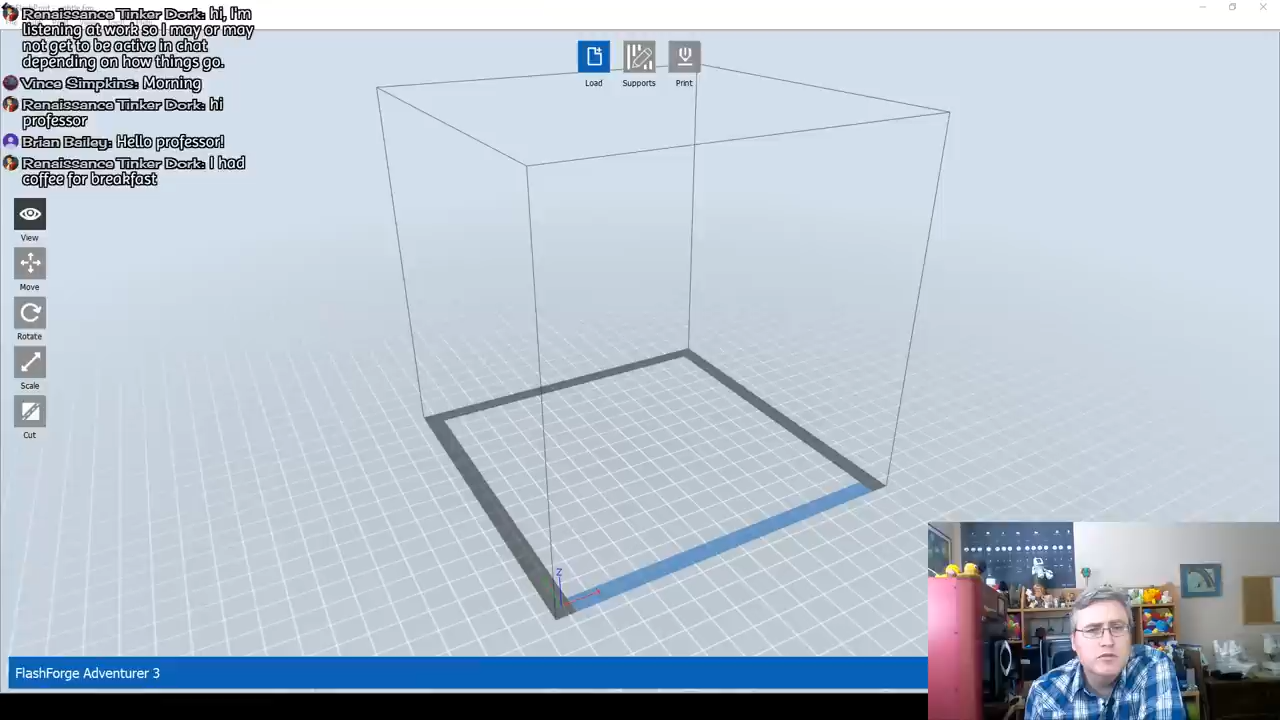 Renaissance Tinker Dork: hi, I'm
listening at work so I may or may
not get to be active in chat
depending on how things go.
Vince Simpkins: Morning
Renaissance Tinker Dork: hi
professor
Brian Bailey: Hello professor!
Renaissance Tinker Dork: I had
coffee for breakfast
Load
Supports
Print
View
Move
Rotate
Scale
Cut
Z
FlashForge Adventurer 3